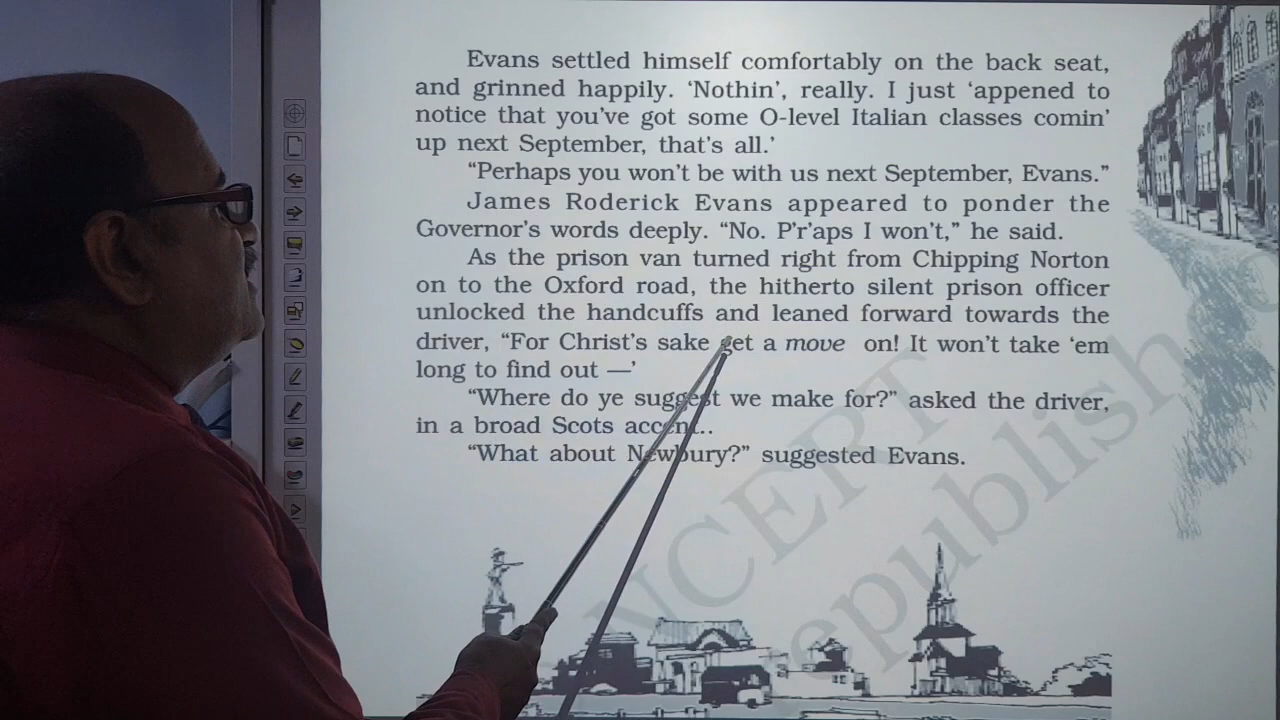 Evans settled himself comfortably on the back seat,
and grinned happily. ‘Nothin’, really. I just ‘appened to
notice that you’ve got some O-level Italian classes comin’
up next September, that’s all.’
“Perhaps you won’t be with us next September, Evans.”
James Roderick Evans appeared to ponder the
Governor’s words deeply. “No. P’r’aps I won’t,” he said.
As the prison van turned right from Chipping Norton
on to the Oxford road, the hitherto silent prison officer
unlocked the handcuffs and leaned forward towards the
driver, “For Christ’s sake get a move on! It won’t take ‘em
long to find out —’
“Where do ye suggest we make for?” asked the driver,
in a broad Scots accent..
“What about Newbury?” suggested Evans.
NCERT
republish